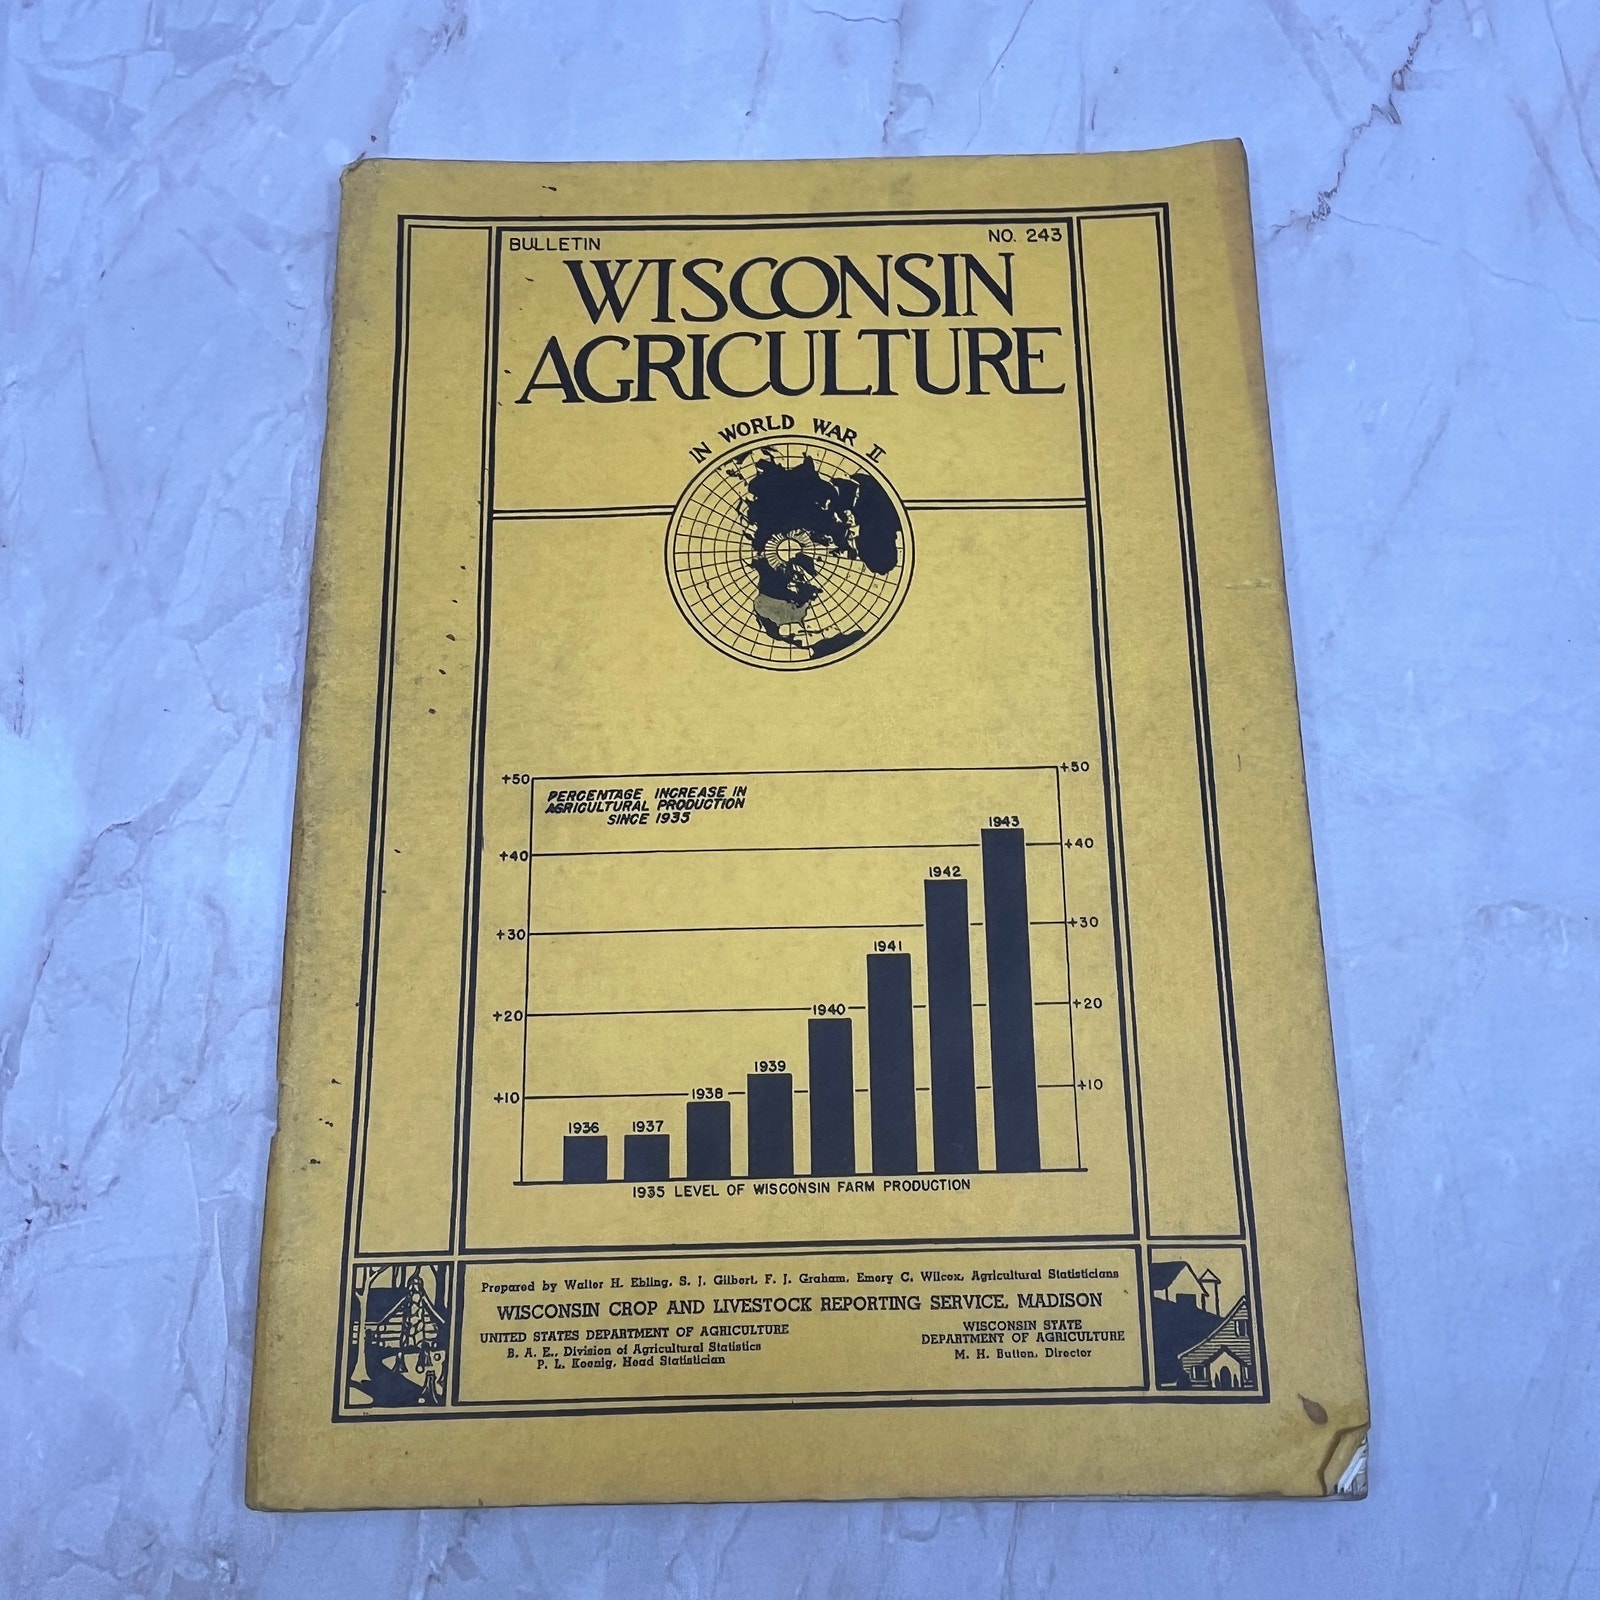 BULLETIN NO. 243
WISCONSIN
AGRICULTURE
IN WORLD WAR II
+50 +50
PERCENTAGE INCREASE IN
AGRICULTURAL PRODUCTION
SINCE 1935
1943
+40 +40
1942
+30 +30
1941
+20 +20
1940
1939
+10 +10
1938
1936 1937
1935 LEVEL OF WISCONSIN FARM PRODUCTION
Prepared by Walter H. Ebling, S. J. Gilbert, F. J. Graham, Emery C. Wilcox, Agricultural Statisticians
WISCONSIN CROP AND LIVESTOCK REPORTING SERVICE, MADISON
UNITED STATES DEPARTMENT OF AGRICULTURE
B. A. E., Division of Agricultural Statistics
P. L. Koenig, Head Statistician
WISCONSIN STATE
DEPARTMENT OF AGRICULTURE
M. H. Button, Director